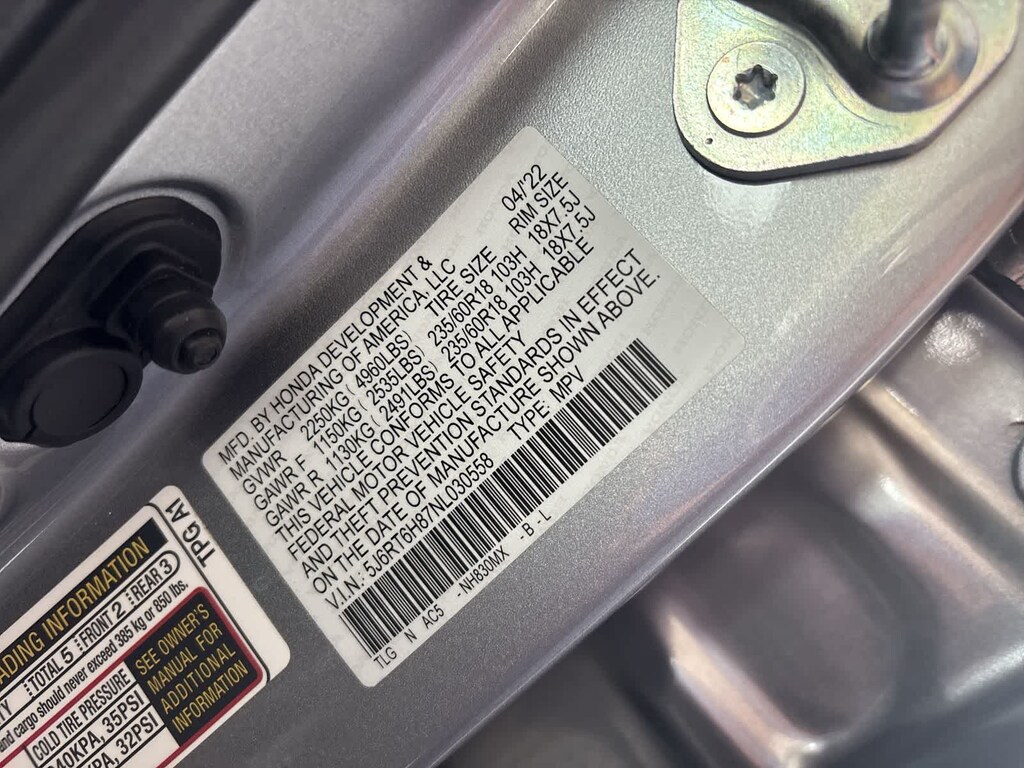 MFD. BY HONDA DEVELOPMENT &
MANUFACTURING OF AMERICA, LLC 04/'22
GVWR 2250KG 4960LBS TIRE SIZE RIM SIZE
GAWR F 1150KG 2535LBS 235/60R18 103H 18X7.5J
GAWR R 1130KG 2491LBS 235/60R18 103H 18X7.5J
THIS VEHICLE CONFORMS TO ALL APPLICABLE
FEDERAL MOTOR VEHICLE SAFETY
AND THEFT PREVENTION STANDARDS IN EFFECT
ON THE DATE OF MANUFACTURE SHOWN ABOVE.
V.I.N.: 5J6RT6H87NL030558 TYPE: MPV
TLG N AC5 - NH830MX - B - L
TPG A1
ADING INFORMATION
TY TOTAL 5 FRONT 2 REAR 3
and cargo should never exceed 385 kg or 850 lbs.
COLD TIRE PRESSURE
240KPA, 35PSI
KPA, 32PSI
SEE OWNER'S
MANUAL FOR
ADDITIONAL
INFORMATION